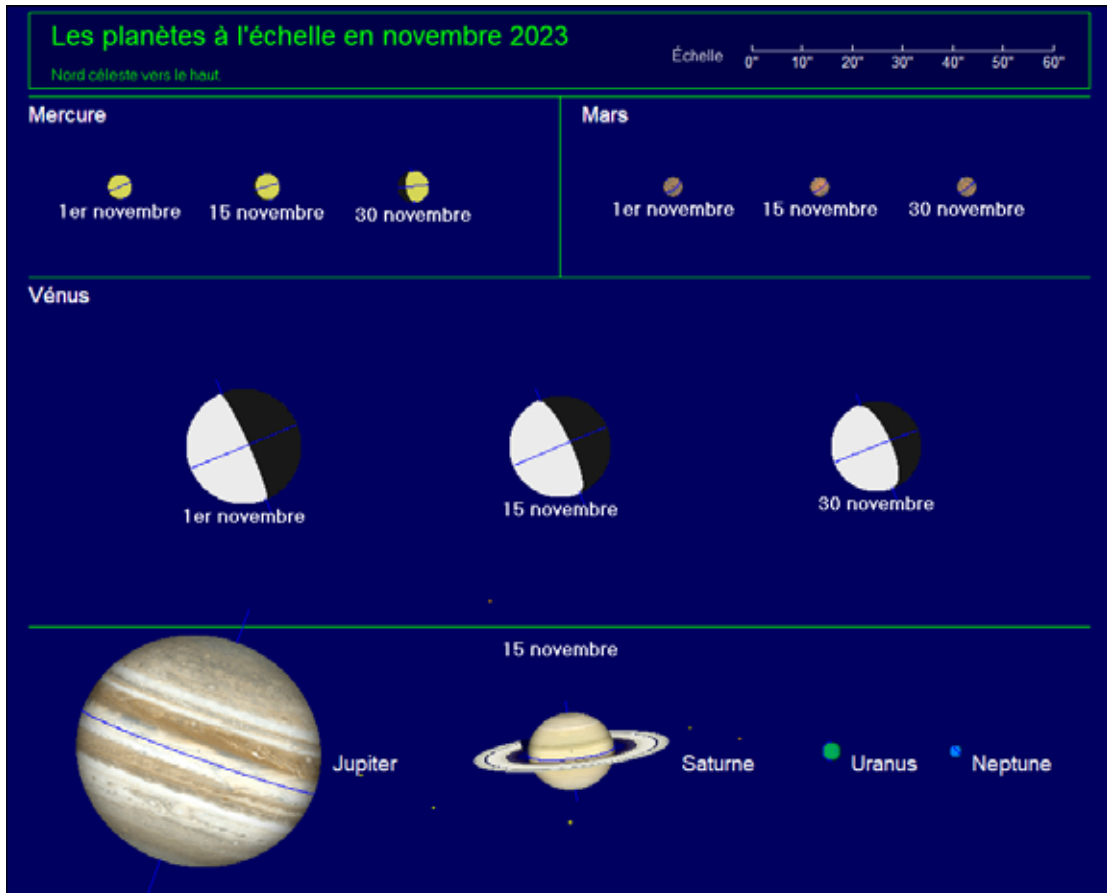 Les planètes à l'échelle en novembre 2023
Nord céleste vers le haut
Échelle
0" 10" 20" 30" 40" 50" 60"
Mercure
1er novembre 15 novembre 30 novembre
Mars
1er novembre 15 novembre 30 novembre
Vénus
1er novembre 15 novembre 30 novembre
15 novembre
Jupiter Saturne Uranus Neptune